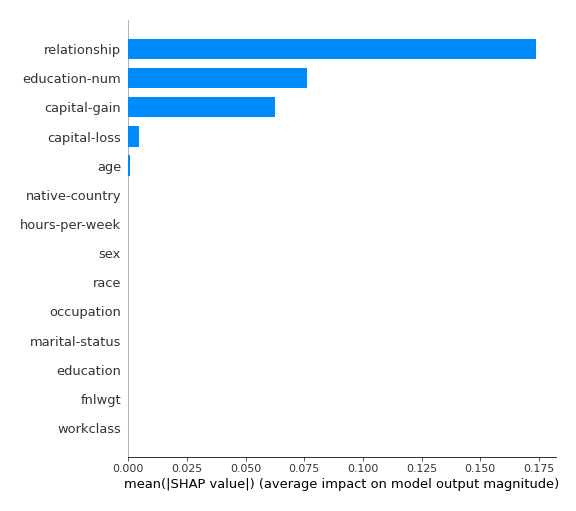 relationship
education-num
capital-gain
capital-loss
age
native-country
hours-per-week
sex
race
occupation
marital-status
education
fnlwgt
workclass
0.000 0.025 0.050 0.075 0.100 0.125 0.150 0.175
mean(|SHAP value|) (average impact on model output magnitude)